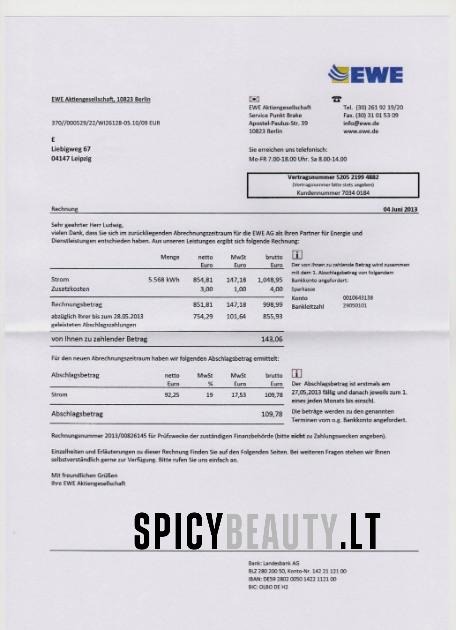 EWE
EWE Aktiengesellschaft, 10823 Berlin
EWE Aktiengesellschaft
Service Punkt Brake
Apostel-Paulus-Str. 39
10823 Berlin
Tel. (30) 261 92 19/20
Fax. (30) 31 01 53 09
info@ewe.de
www.ewe.de
370//000529/22/WI26128-05.10/09 EUR
E
Liebigweg 67
04147 Leipzig
Sie erreichen uns telefonisch:
Mo-FR 7.00-18.00 Uhr. Sa 8.00-14.00
Vertragsnummer 5205 2199 4882
(Vertragsnummer bitte stets angeben)
Kundennummer 7034 0184
Rechnung 04 Juni 2013
Sehr geehrter Herr Ludwig,
vielen Dank, dass Sie sich im zurückliegenden Abrechnungszeitraum für die EWE AG als Ihren Partner für Energie und
Dienstleistungen entschieden haben. Aus unseren Leistungen ergibt sich folgende Rechnung:
Menge netto MwSt brutto
Euro Euro Euro
Strom 5.568 kWh 854,81 147,18 1,048,95
Zusatzkosten 3,00 1,00 4,00
Rechnungsbetrag 851,81 147,18 998,99
abzüglich Ihrer bis zum 28.05.2013 754,29 101,64 855,93
geleisteten Abschlagszahlungen
von Ihnen zu zahlender Betrag 143,06
i
Der von Ihnen zu zahlende Betrag wird zusammen
mit dem 1. Abschlagsbetrag von folgendem
Bankkonto angefordert:
Sparkasse
Konto 0010643138
Bankleitzahl 29050101
Für den neuen Abrechnungszeitraum haben wir folgenden Abschlagsbetrag ermittelt:
Abschlagsbetrag netto MwSt MwSt brutto
Euro % Euro Euro
Strom 92,25 19 17,53 109,78
Abschlagsbetrag 109,78
i
Der Abschlagsbetrag ist erstmals am
27,05,2013 fällig und danach jeweils zum 1.
eines jeden Monats bis einschl.
Die beträge werden zu den genannten
Terminen vom o.g. Bankkonto angefordert.
Rechnungsnummer 2013/00826145 für Prüfzwecke der zuständigen Finanzbehörde (bitte nicht zu Zahlungszwecken angeben).
Einzelheiten und Erläuterungen zu dieser Rechnung Finden Sie auf den Folgenden Seiten. Bei weiteren Fragen stehen wir Ihnen
selbstverständlich gerne zur Verfügung. Bitte rufen Sie uns einfach an.
Mit freundlichen Grüßen
Ihre EWE Aktiengesellschaft
SPICYBEAUTY.LT
Bank: Landesbank AG
BLZ 280 200 50, Konto-Nr. 142 21 121 00
IBAN: DE59 2802 0050 1422 1121 00
BIC: OLBO DE H2